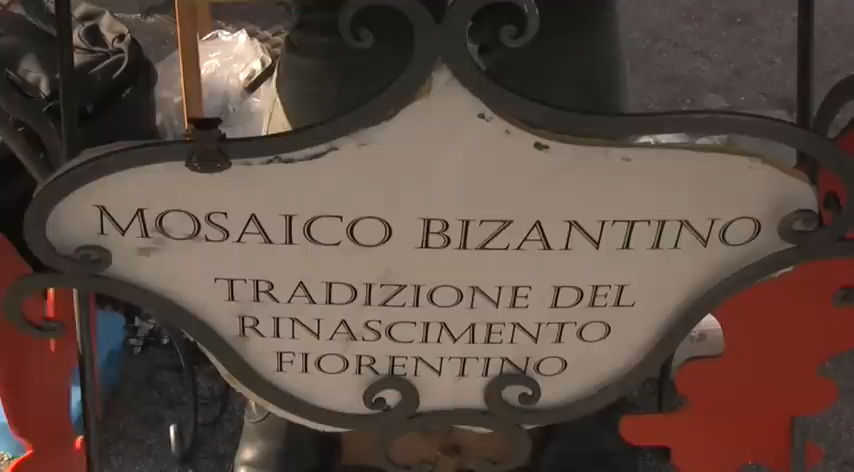 MOSAICO BIZANTINO
TRADIZIONE DEL
RINASCIMENTO
FIORENTINO